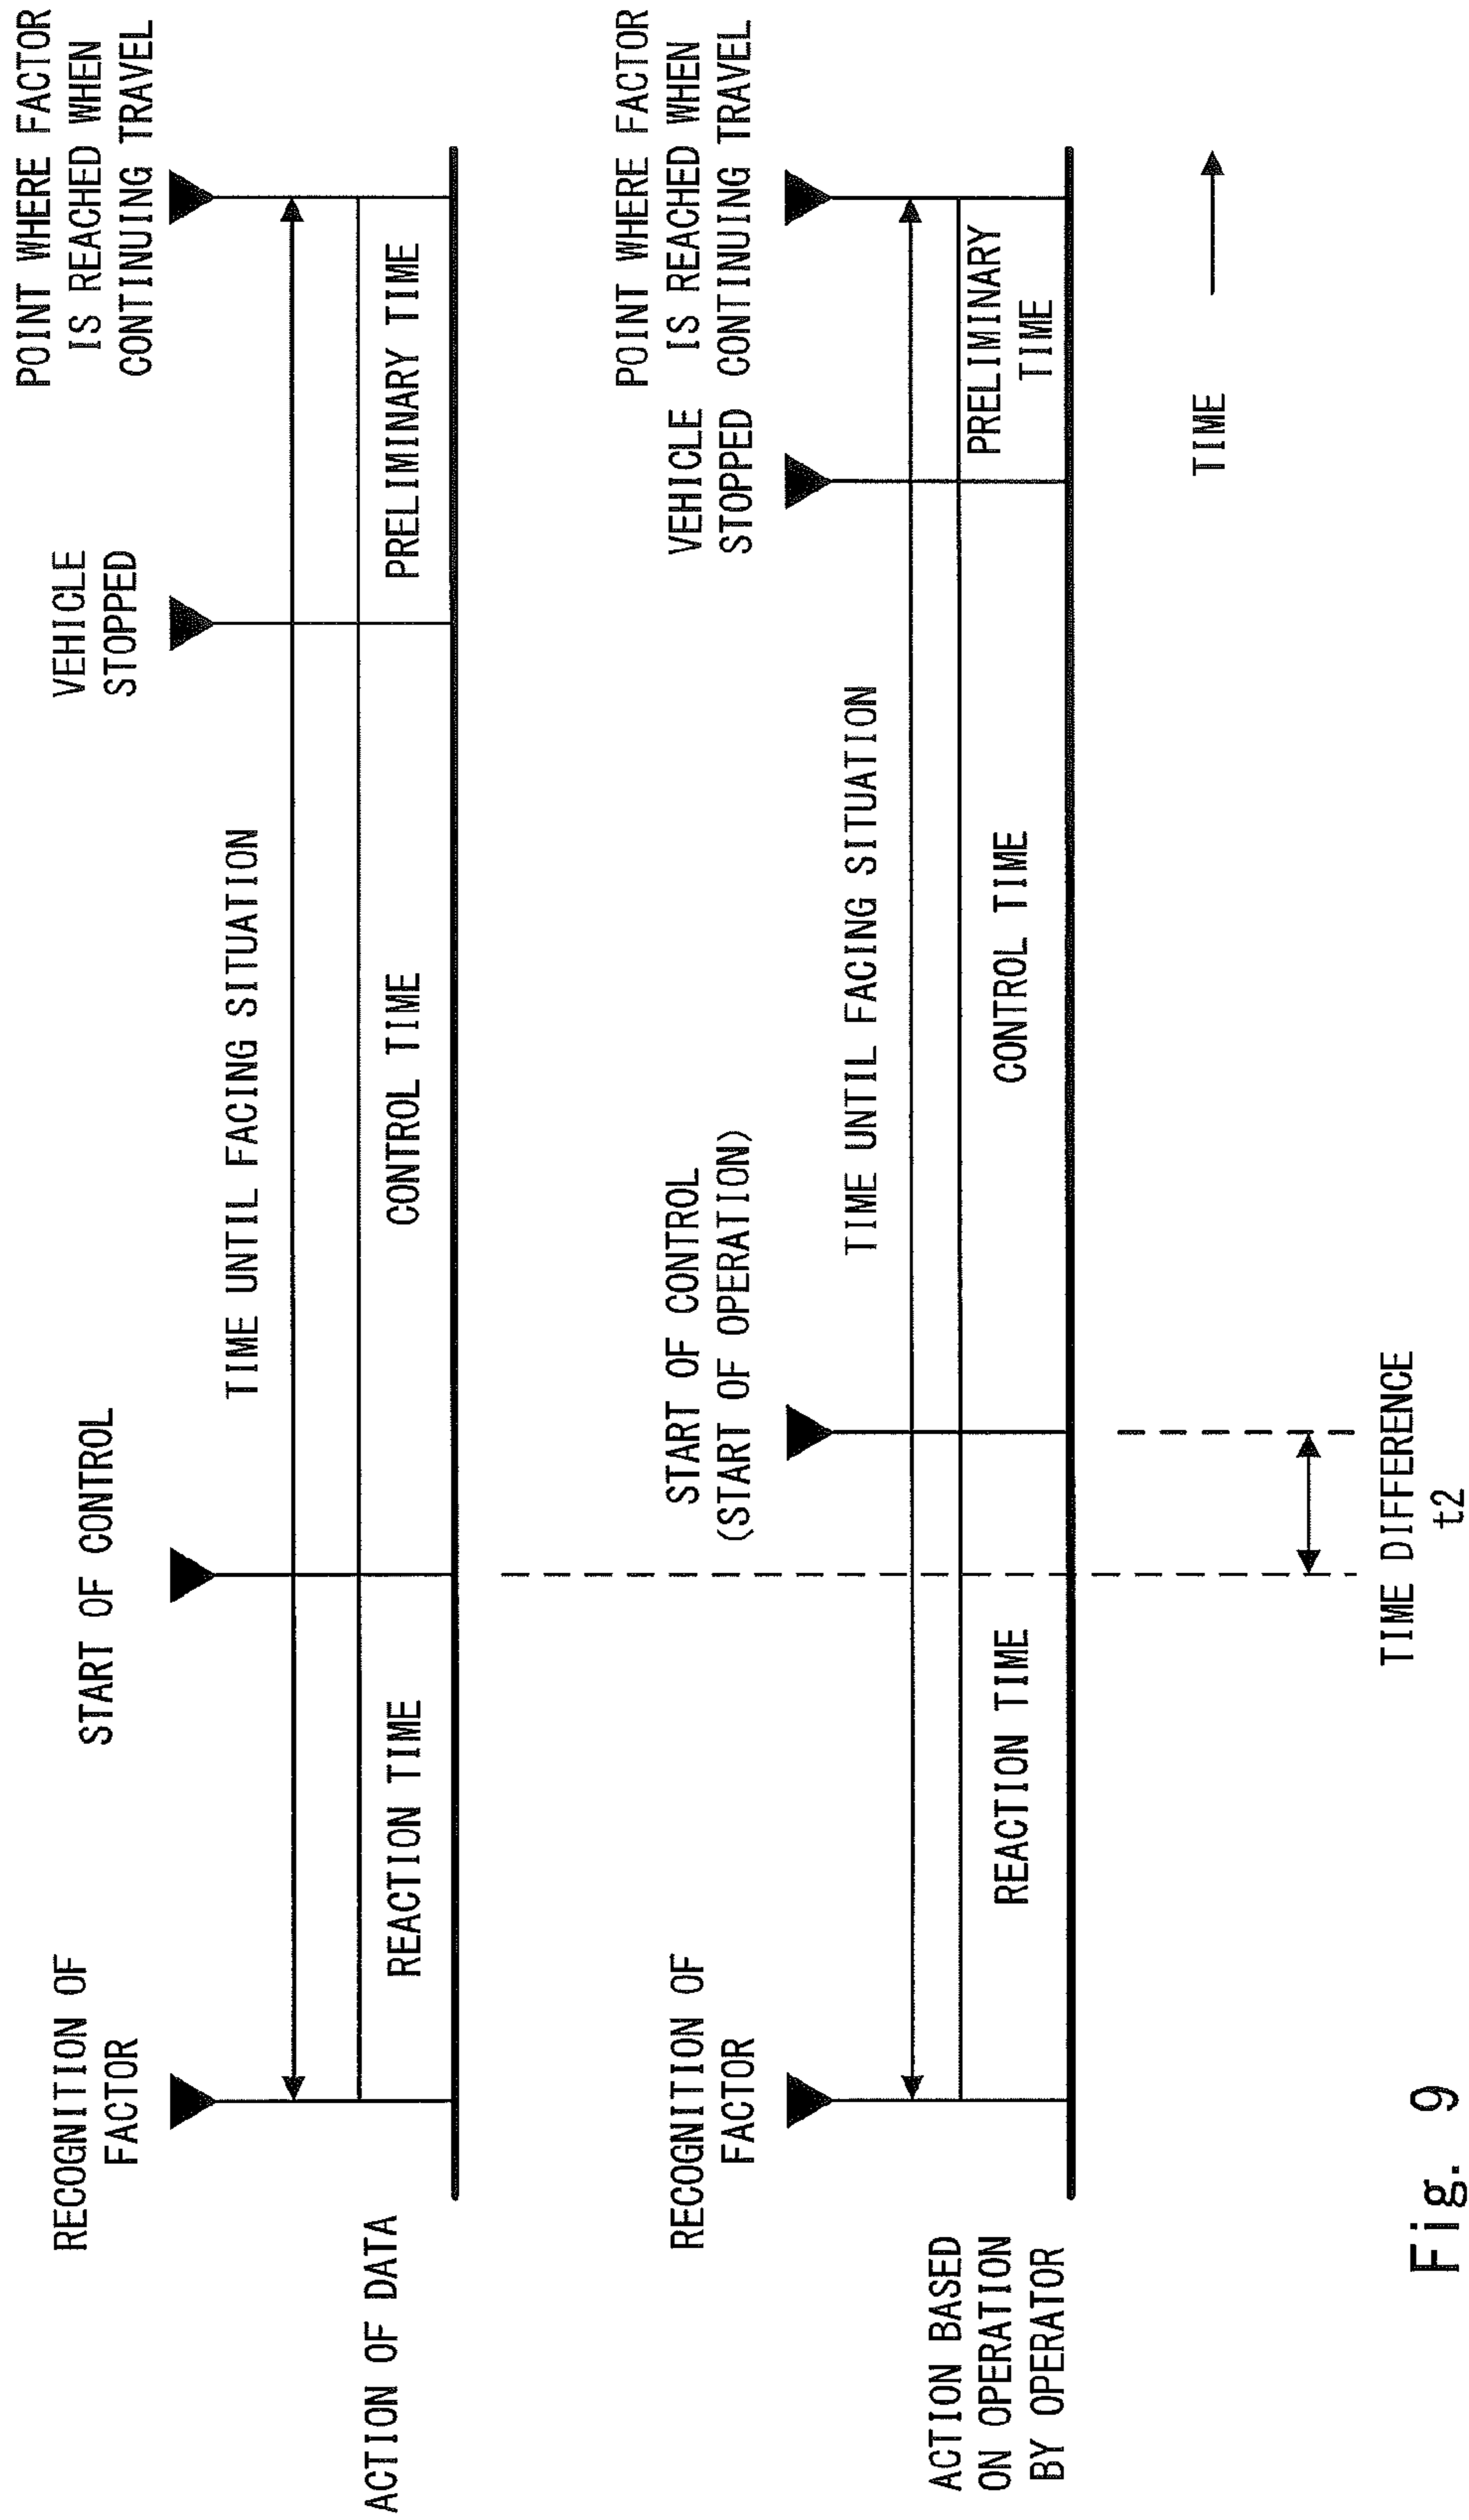 RECOGNITION OF
FACTOR
START OF CONTROL
VEHICLE
STOPPED
POINT WHERE FACTOR
IS REACHED WHEN
CONTINUING TRAVEL
TIME UNTIL FACING SITUATION
ACTION OF DATA
REACTION TIME
CONTROL TIME
PRELIMINARY TIME
RECOGNITION OF
FACTOR
START OF CONTROL
(START OF OPERATION)
VEHICLE
STOPPED
POINT WHERE FACTOR
IS REACHED WHEN
CONTINUING TRAVEL
TIME UNTIL FACING SITUATION
ACTION BASED
ON OPERATION
BY OPERATOR
REACTION TIME
CONTROL TIME
PRELIMINARY
TIME
TIME
TIME DIFFERENCE
t2
Fig. 9